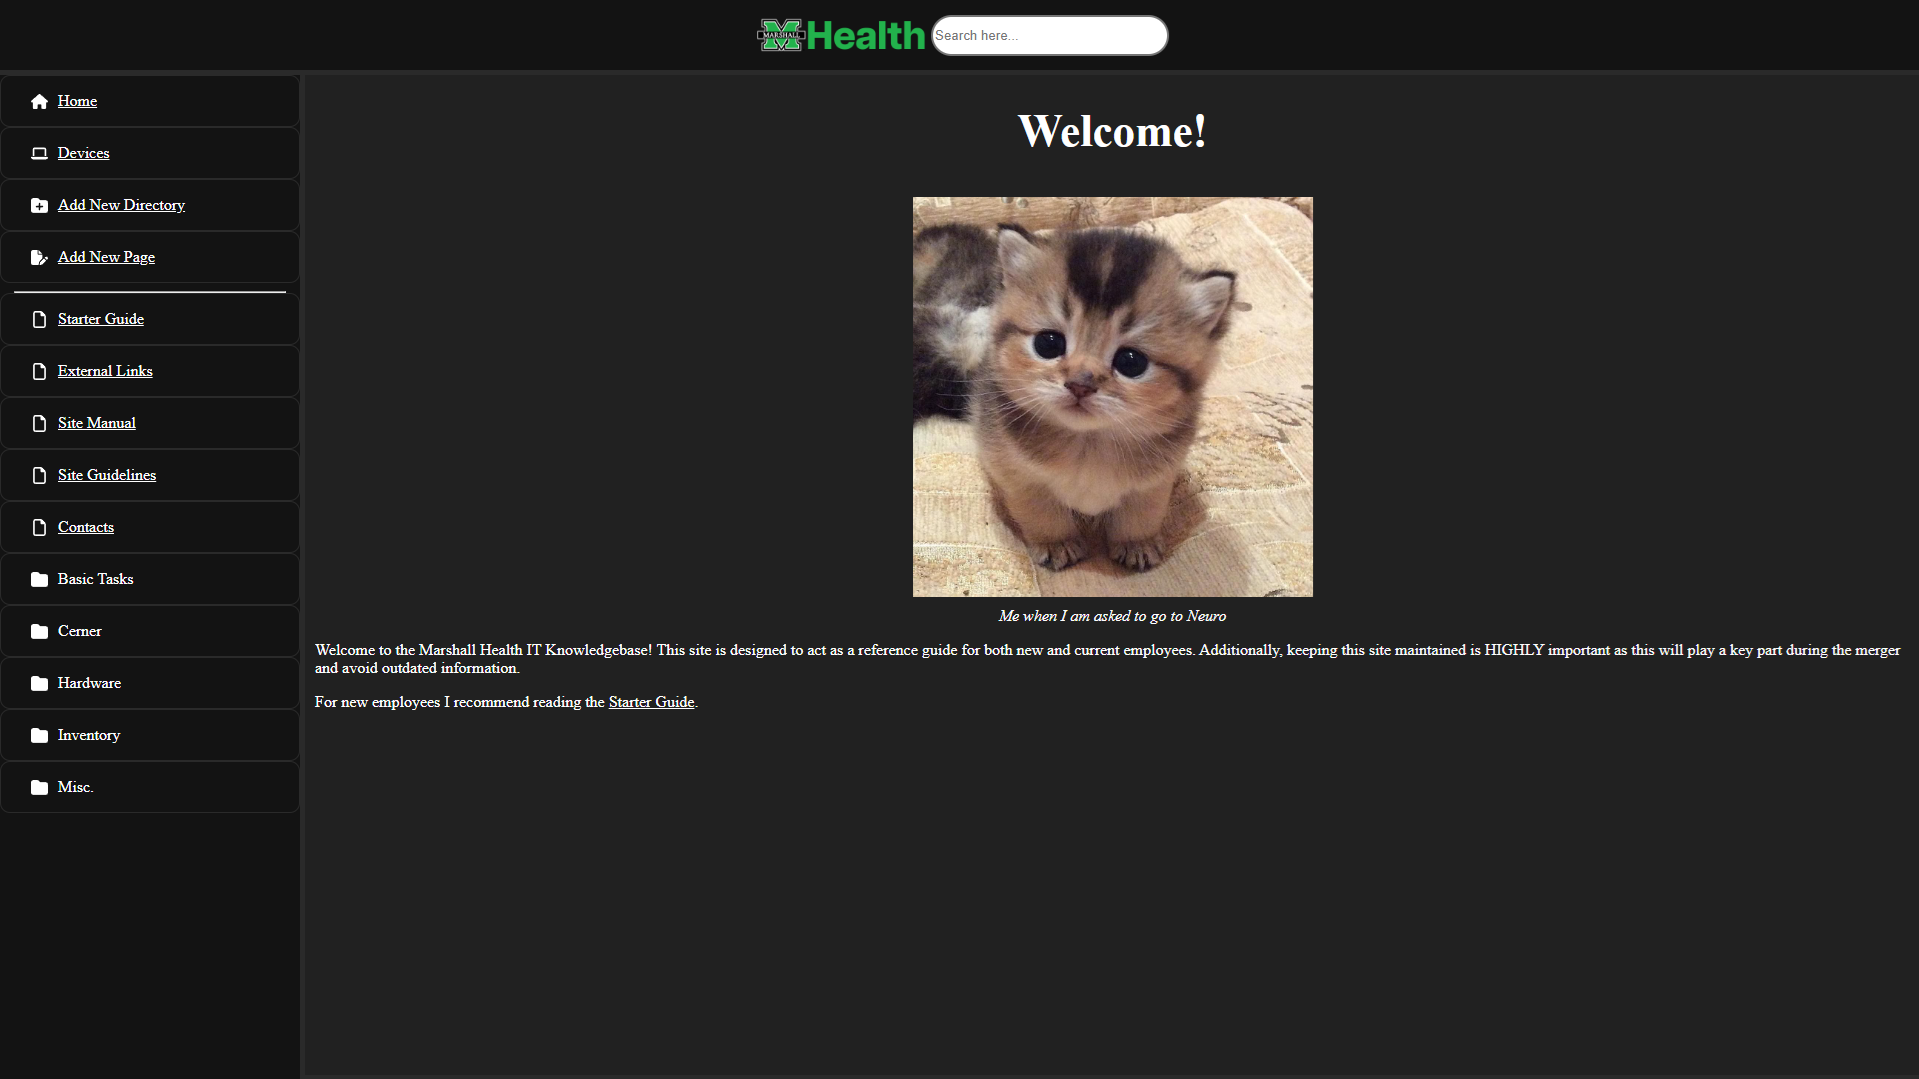 MARSHALL
Health
Search here...
Home
Devices
Add New Directory
Add New Page
Starter Guide
External Links
Site Manual
Site Guidelines
Contacts
Basic Tasks
Cerner
Hardware
Inventory
Misc.
Welcome!
Me when I am asked to go to Neuro
Welcome to the Marshall Health IT Knowledgebase! This site is designed to act as a reference guide for both new and current employees. Additionally, keeping this site maintained is HIGHLY important as this will play a key part during the merger
and avoid outdated information.
For new employees I recommend reading the Starter Guide.